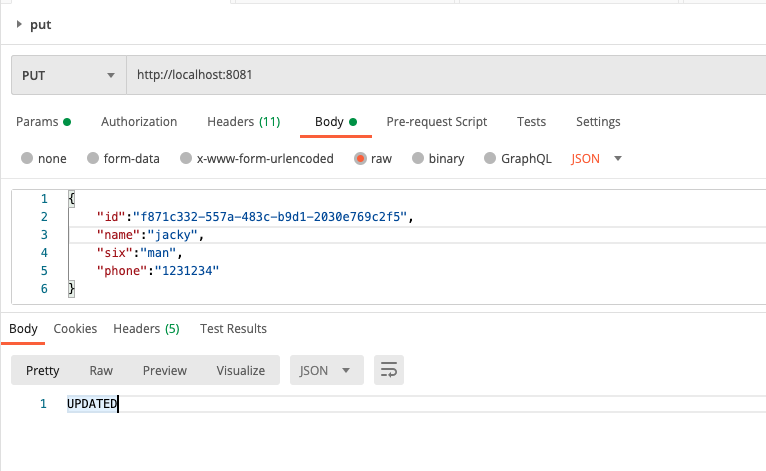 put
PUT http://localhost:8081
Params Authorization Headers (11) Body Pre-request Script Tests Settings
none form-data x-www-form-urlencoded raw binary GraphQL JSON
1 {
2 "id":"f871c332-557a-483c-b9d1-2030e769c2f5",
3 "name":"jacky",
4 "six":"man",
5 "phone":"1231234"
6 }
Body Cookies Headers (5) Test Results
Pretty Raw Preview Visualize JSON
1 UPDATED